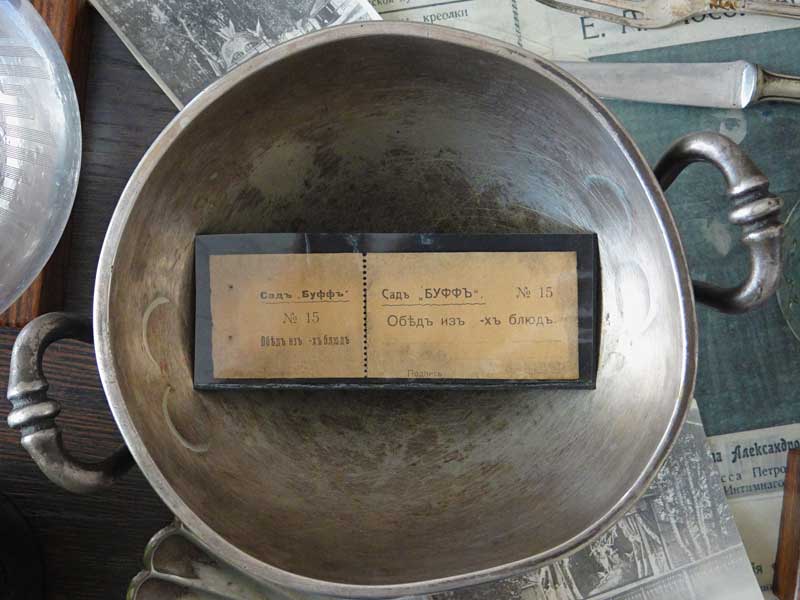 креолки
Садъ „Буффъ“
№ 15
Обѣдъ изъ -хъ блюдъ
Садъ „БУФФЪ“.
№ 15
Обѣдъ изъ -хъ блюдъ.
Подпись
Александро
Петро
Интимнаго